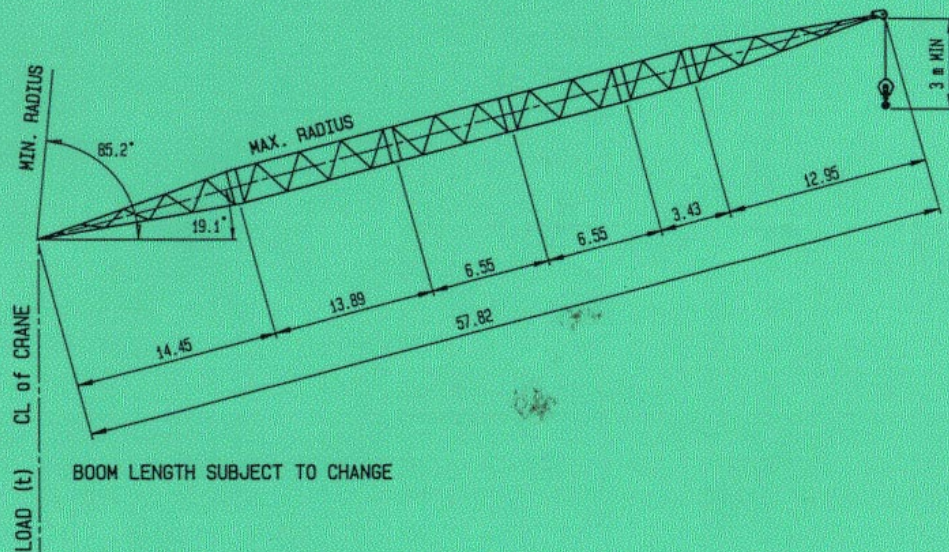 MIN. RADIUS
85.2°
MAX. RADIUS
19.1°
3 m MIN
12.95
3.43
6.55
6.55
13.89
14.45
57.82
CL of CRANE
LOAD (t)
BOOM LENGTH SUBJECT TO CHANGE